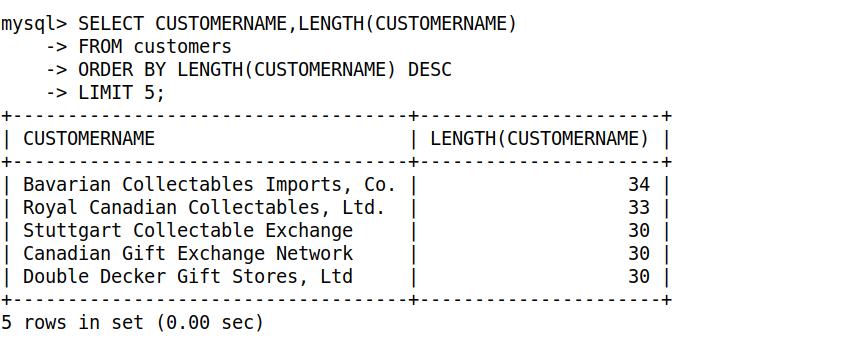 mysql> SELECT CUSTOMERNAME,LENGTH(CUSTOMERNAME)
    -> FROM customers
    -> ORDER BY LENGTH(CUSTOMERNAME) DESC
    -> LIMIT 5;
+------------------------------------+----------------------+
| CUSTOMERNAME                       | LENGTH(CUSTOMERNAME) |
+------------------------------------+----------------------+
| Bavarian Collectables Imports, Co. |                   34 |
| Royal Canadian Collectables, Ltd.  |                   33 |
| Stuttgart Collectable Exchange     |                   30 |
| Canadian Gift Exchange Network     |                   30 |
| Double Decker Gift Stores, Ltd     |                   30 |
+------------------------------------+----------------------+
5 rows in set (0.00 sec)